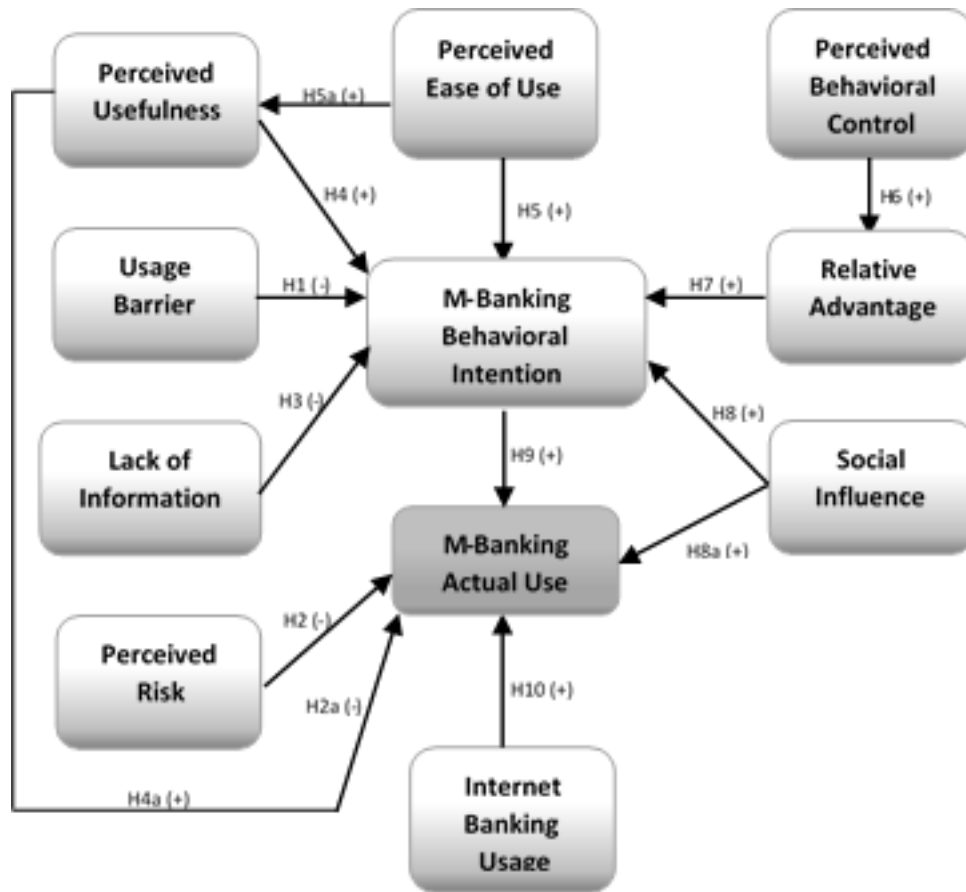 Perceived
Usefulness
H5a (+)
Perceived
Ease of Use
Perceived
Behavioral
Control
H4 (+)
H5 (+)
H6 (+)
Usage
Barrier
H1 (-)
M-Banking
Behavioral
Intention
H7 (+)
Relative
Advantage
H3 (-)
Lack of
Information
H9 (+)
H8 (+)
Social
Influence
H8a (+)
M-Banking
Actual Use
H2 (-)
Perceived
Risk
H2a (-)
H10 (+)
H4a (+)
Internet
Banking
Usage